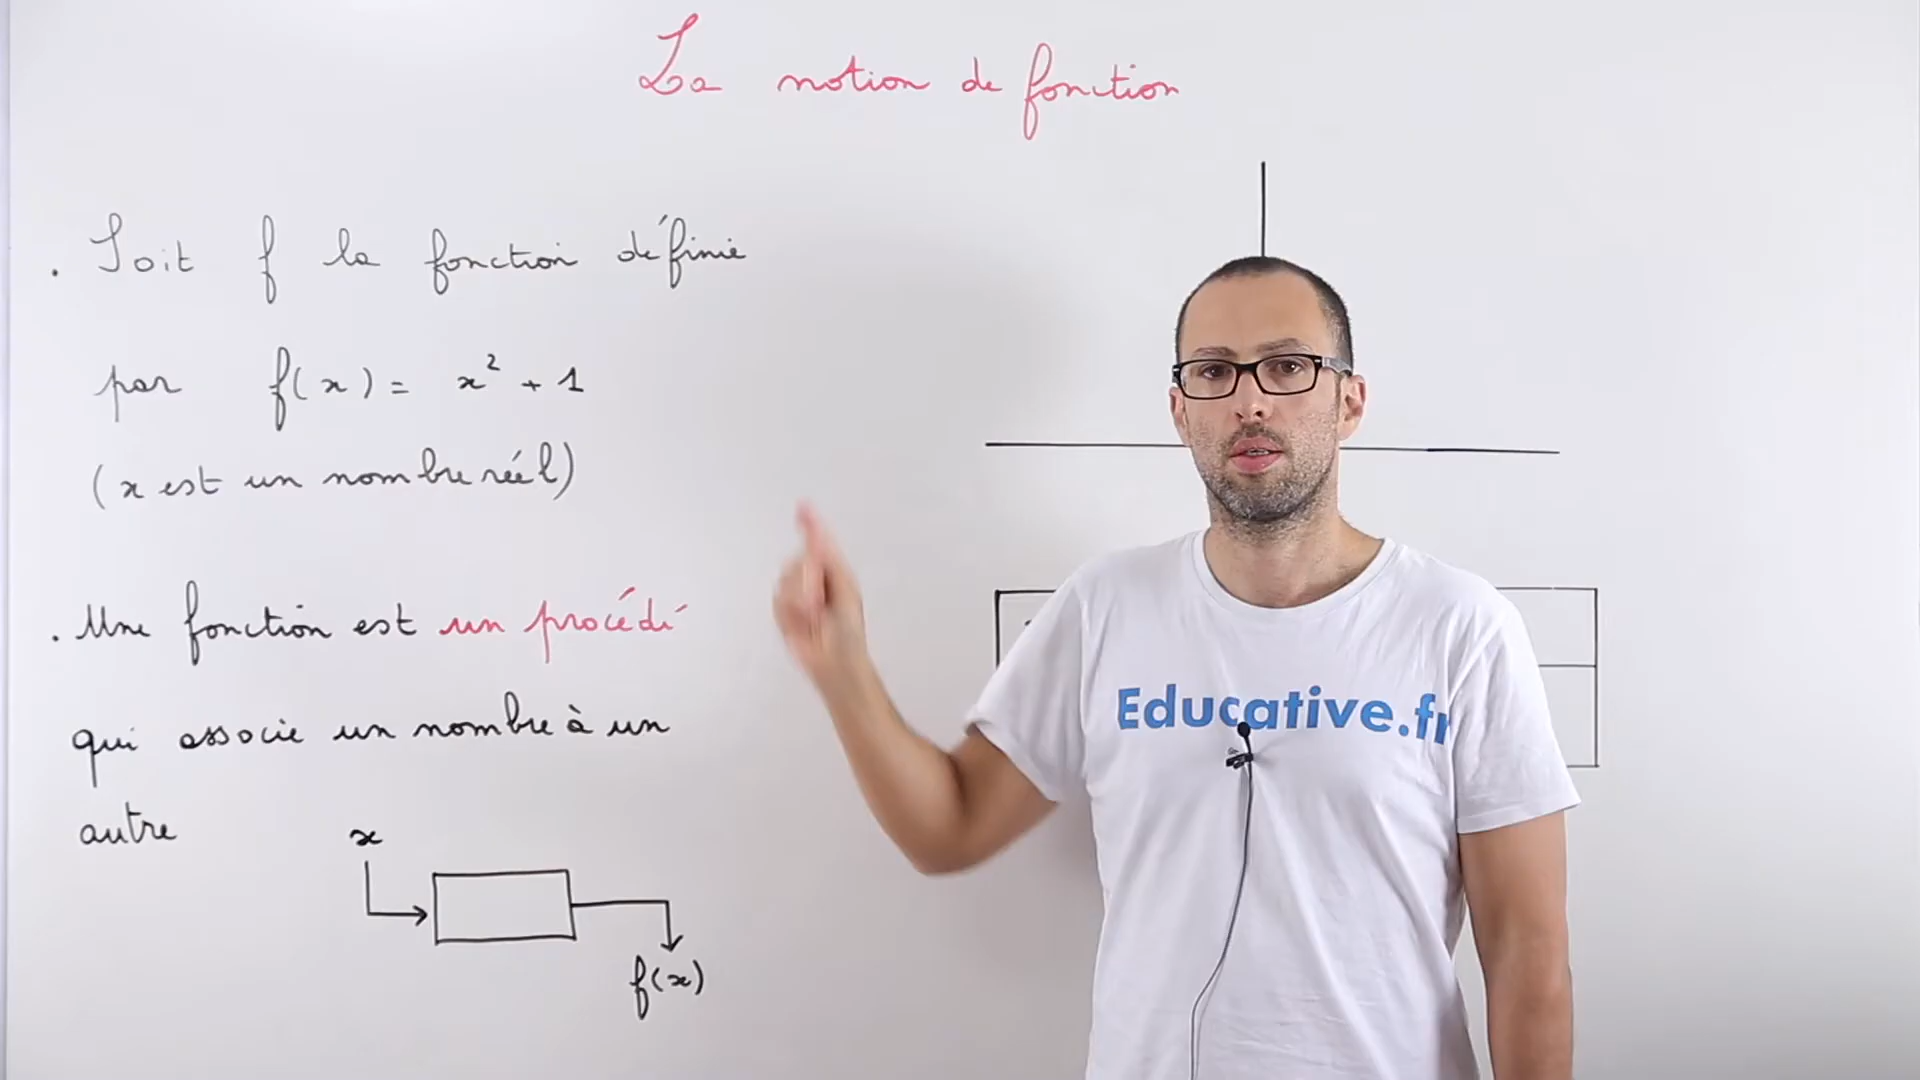 La notion de fonction
. Soit f la fonction définie
par f(x) = x² + 1
(x est un nombre réél)
. Une fonction est un procédé
qui associe un nombre à un
autre
x
f(x)
Educative.fr